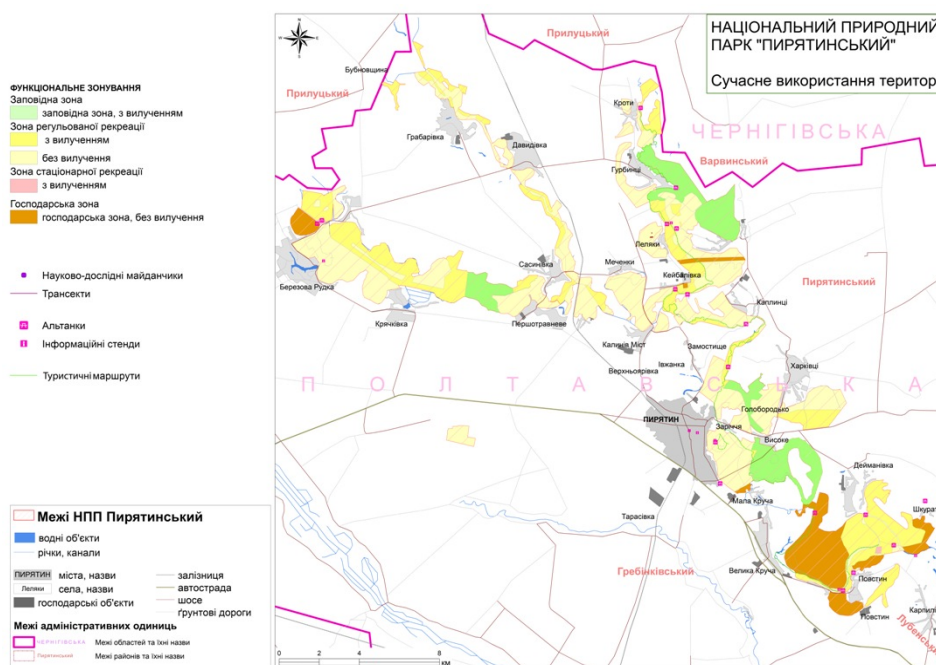 НАЦІОНАЛЬНИЙ ПРИРОДНИЙ
ПАРК "ПИРЯТИНСЬКИЙ"
Сучасне використання територ
ФУНКЦІОНАЛЬНЕ ЗОНУВАННЯ
Заповідна зона
заповідна зона, з вилученням
Зона регульованої рекреації
з вилученням
без вилучення
Зона стаціонарної рекреації
з вилученням
Господарська зона
господарська зона, без вилучення
Науково-дослідні майданчики
Трансекти
Альтанки
Інформаційні стенди
Туристичні маршрути
Межі НПП Пирятинський
водні об'єкти
річки, канали
ПИРЯТИН міста, назви
Леляки села, назви
господарські об'єкти
залізниця
автострада
шосе
ґрунтові дороги
Межі адміністративних одиниць
ЧЕРНІГІВСЬКА Межі областей та їхні назви
Пирятинський Межі районів та їхні назви
N
S
Прилуцький
Прилуцький
Бубновщина
Грабарівка
Давидівка
Кроти
ЧЕРНІГІВСЬКА
Варвинський
Гурбинці
Леляки
Меченки
Кейбалівка
Сасинівка
Пирятинський
Березова Рудка
Крячківка
Першотравневе
Каплинці
Калинів Міст
Замостище
Верхньоярівка
Івжанка
Харківці
ПОЛТАВСЬКА
Голобородько
ПИРЯТИН
Заріччя
Високе
Дейманівка
Мала Круча
Шкурат
Тарасівка
Гребінківський
Велика Круча
Повстин
Повстин
Карпилі
Лубенськ
0 2 4 8
КМ